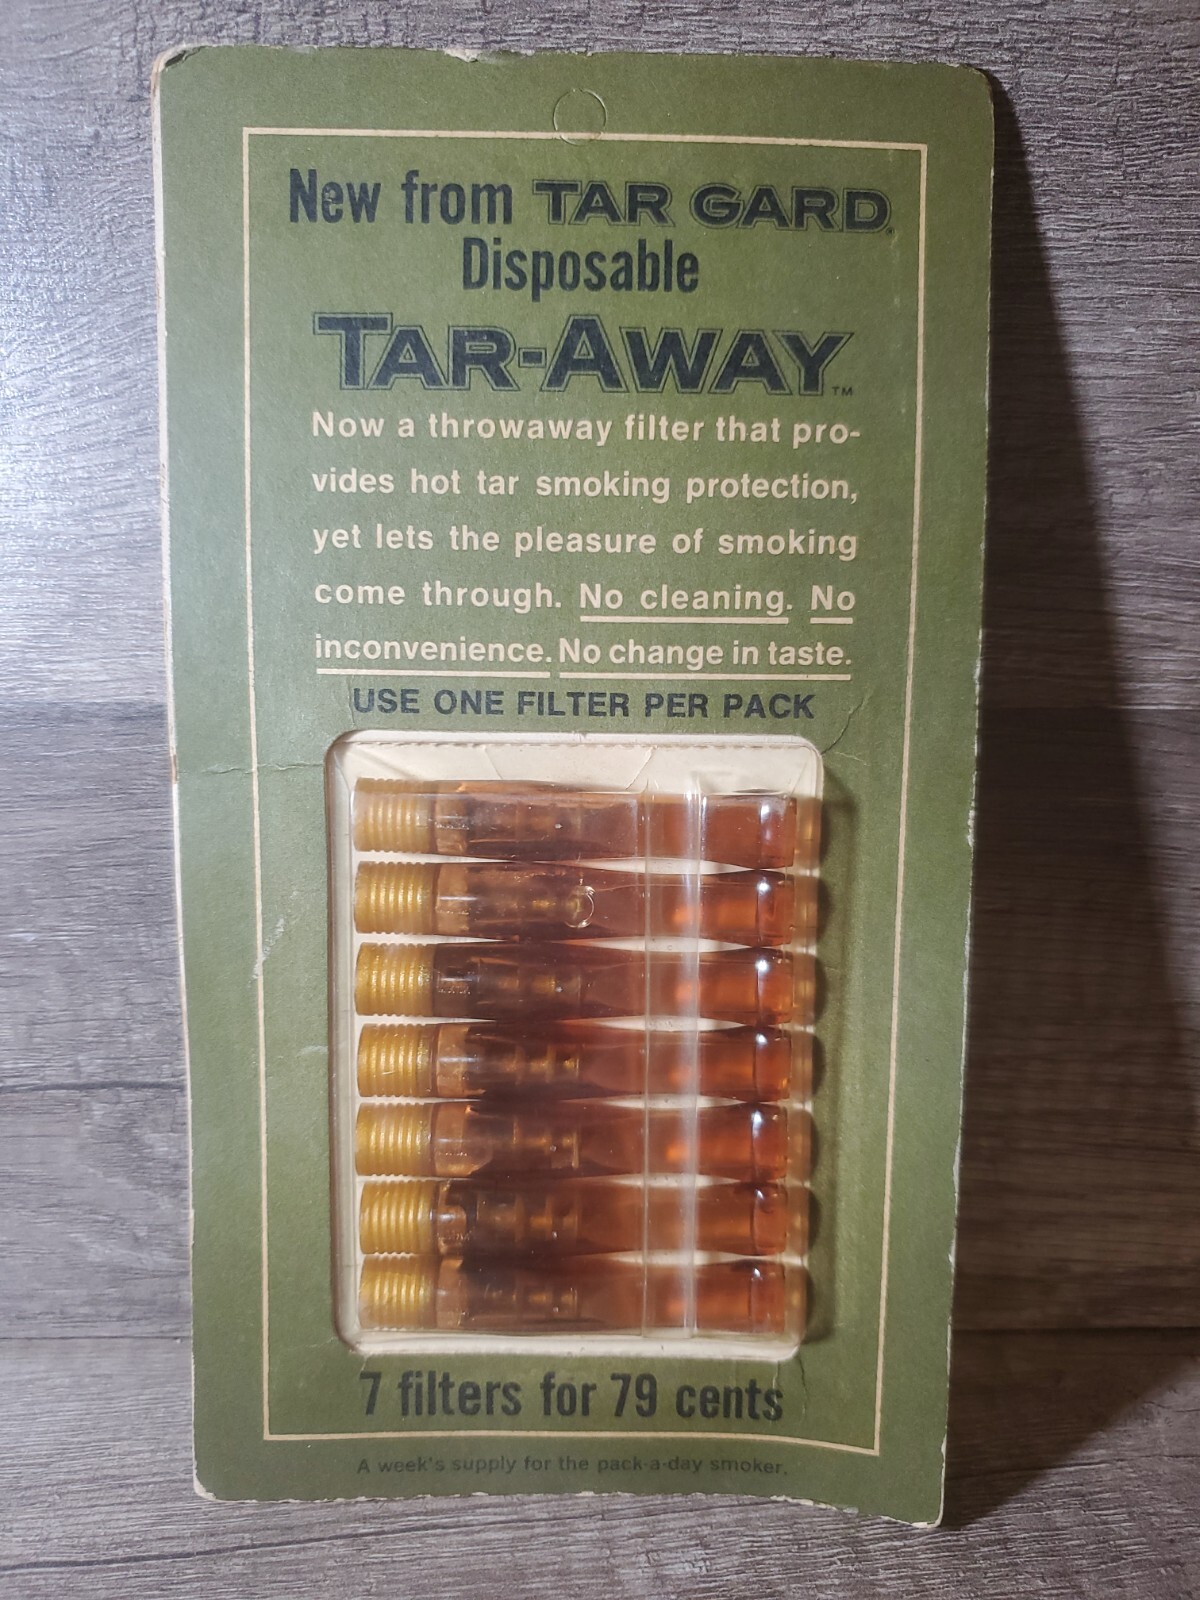 New from TAR GARD®
Disposable
TAR-AWAY™
Now a throwaway filter that pro-
vides hot tar smoking protection,
yet lets the pleasure of smoking
come through. No cleaning. No
inconvenience. No change in taste.
USE ONE FILTER PER PACK
7 filters for 79 cents
A week's supply for the pack-a-day smoker.